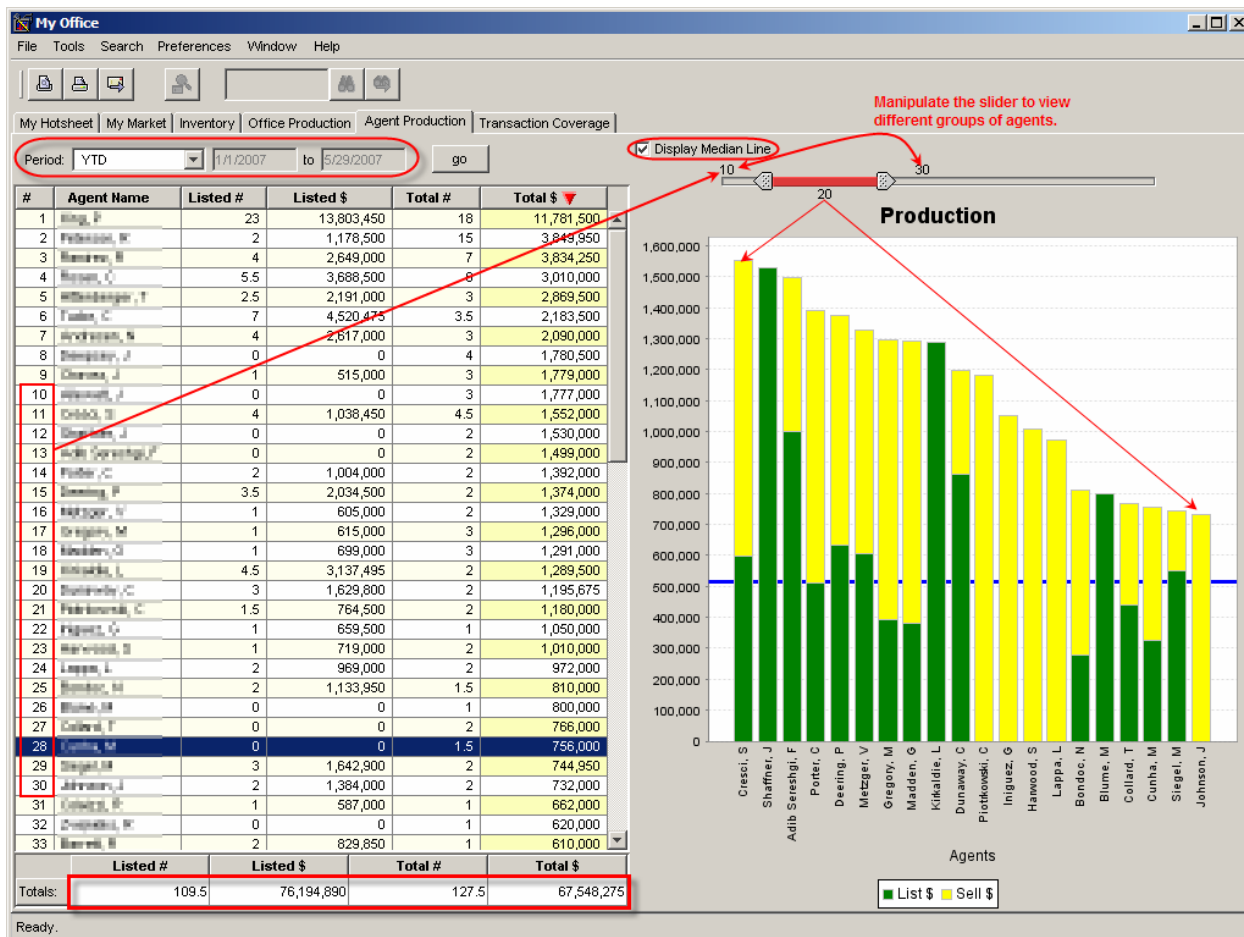 My Office
File Tools Search Preferences Window Help
Manipulate the slider to view
different groups of agents.
My Hotsheet My Market Inventory Office Production Agent Production Transaction Coverage
Period: YTD 1/1/2007 to 5/29/2007 go
Display Median Line
10 30
20
# Agent Name Listed # Listed $ Total # Total $
1 23 13,803,450 18 11,781,500
2 2 1,178,500 15 3,849,950
3 4 2,649,000 7 3,834,250
4 5.5 3,688,500 3,010,000
5 2.5 2,191,000 3 2,869,500
6 7 4,520,475 3.5 2,183,500
7 4 2,617,000 3 2,090,000
8 0 0 4 1,780,500
9 1 515,000 3 1,779,000
10 0 0 3 1,777,000
11 4 1,038,450 4.5 1,552,000
12 0 0 2 1,530,000
13 0 0 2 1,499,000
14 2 1,004,000 2 1,392,000
15 3.5 2,034,500 2 1,374,000
16 1 605,000 2 1,329,000
17 1 615,000 3 1,296,000
18 1 699,000 3 1,291,000
19 4.5 3,137,495 2 1,289,500
20 3 1,629,800 2 1,195,675
21 1.5 764,500 2 1,180,000
22 1 659,500 1 1,050,000
23 1 719,000 2 1,010,000
24 2 969,000 2 972,000
25 2 1,133,950 1.5 810,000
26 0 0 1 800,000
27 0 0 2 766,000
28 0 0 1.5 756,000
29 3 1,642,900 2 744,950
30 2 1,384,000 2 732,000
31 1 587,000 1 662,000
32 0 0 1 620,000
33 2 829,850 1 610,000
Listed # Listed $ Total # Total $
Totals: 109.5 76,194,890 127.5 67,548,275
Production
1,600,000
1,500,000
1,400,000
1,300,000
1,200,000
1,100,000
1,000,000
900,000
800,000
700,000
600,000
500,000
400,000
300,000
200,000
100,000
0
Cresci, S
Shaffner, J
Adib Sereshgi, F
Porter, C
Deering, P
Metzger, V
Gregory, M
Madden, G
Kirkaldie, L
Dunaway, C
Piottkowski, C
Iniguez, G
Harwood, S
Lappa, L
Bondoc, N
Blume, M
Collard, T
Cunha, M
Siegel, M
Johnson, J
Agents
List $ Sell $
Ready.